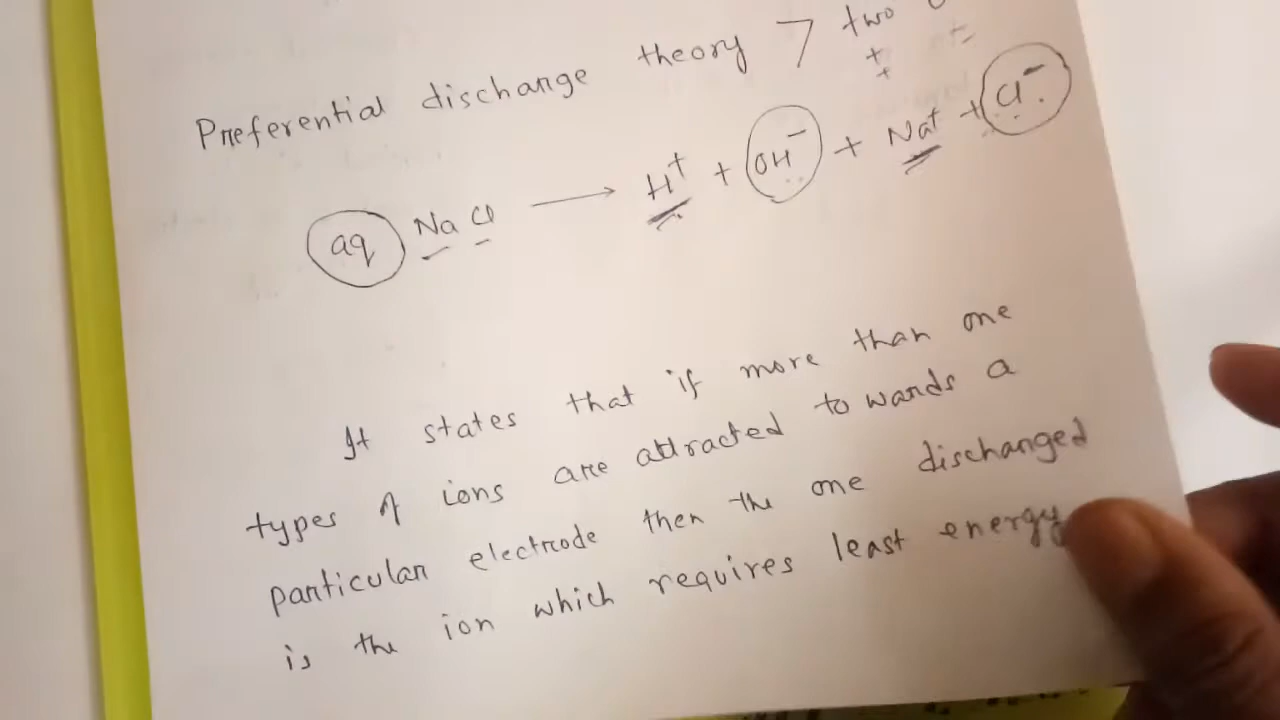 Preferential discharge theory > two
+
+
aq NaCl → H⁺ + OH⁻ + Na⁺ + Cl⁻
It states that if more than one
types of ions are attracted towards a
particular electrode then the one discharged
is the ion which requires least energy